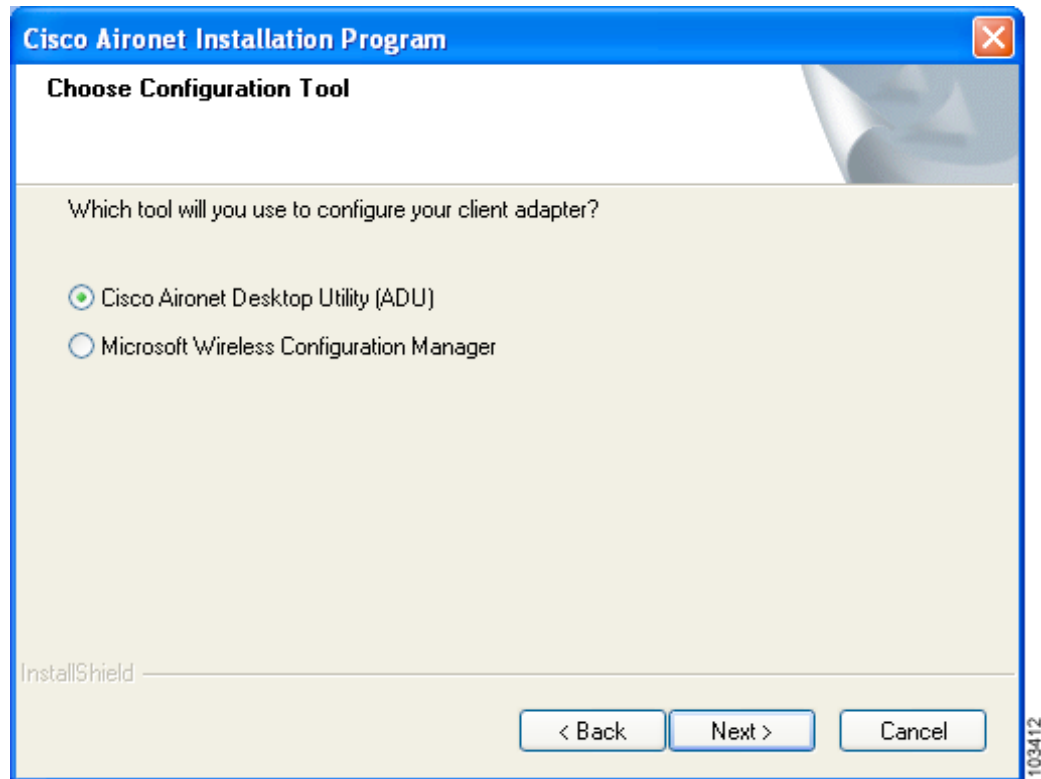 Cisco Aironet Installation Program
Choose Configuration Tool
Which tool will you use to configure your client adapter?
Cisco Aironet Desktop Utility (ADU)
Microsoft Wireless Configuration Manager
InstallShield
< Back
Next >
Cancel
103412